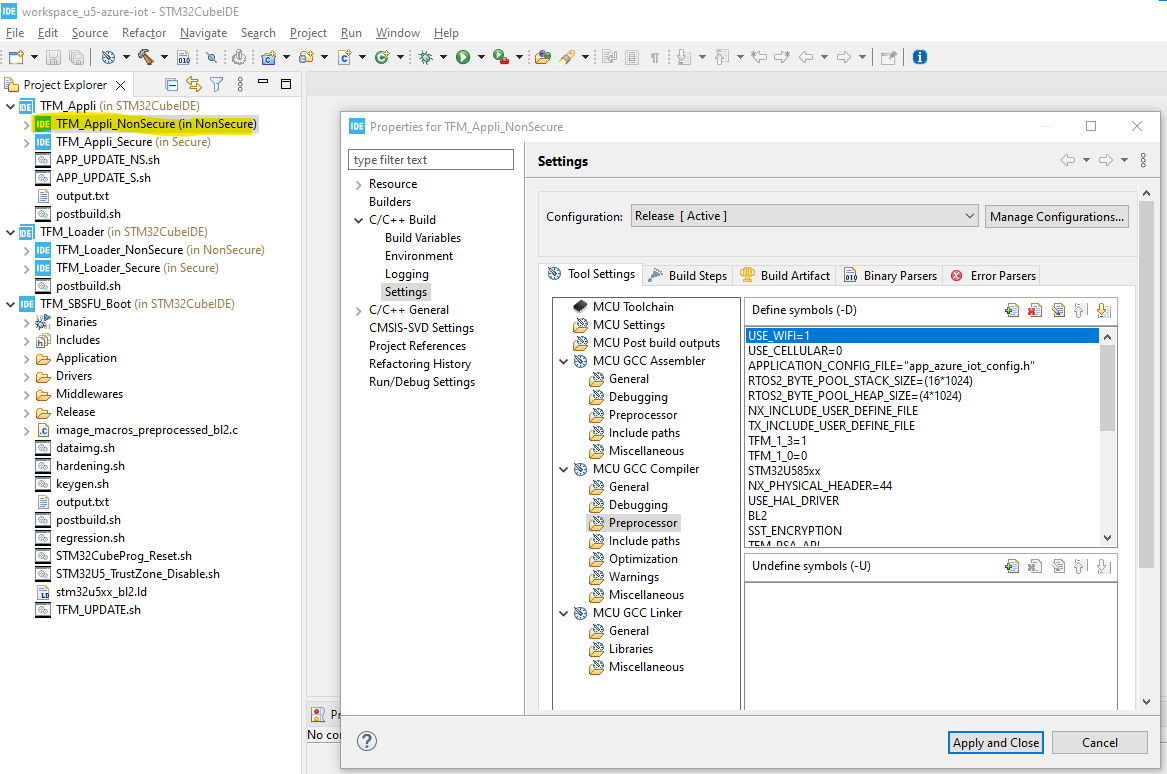 IDE workspace_u5-azure-iot - STM32CubeIDE
File Edit Source Refactor Navigate Search Project Run Window Help
Project Explorer
TFM_Appli (in STM32CubeIDE)
TFM_Appli_NonSecure (in NonSecure)
TFM_Appli_Secure (in Secure)
APP_UPDATE_NS.sh
APP_UPDATE_S.sh
output.txt
postbuild.sh
TFM_Loader (in STM32CubeIDE)
TFM_Loader_NonSecure (in NonSecure)
TFM_Loader_Secure (in Secure)
postbuild.sh
TFM_SBSFU_Boot (in STM32CubeIDE)
Binaries
Includes
Application
Drivers
Middlewares
Release
image_macros_preprocessed_bl2.c
dataimg.sh
hardening.sh
keygen.sh
output.txt
postbuild.sh
regression.sh
STM32CubeProg_Reset.sh
STM32U5_TrustZone_Disable.sh
stm32u5xx_bl2.ld
TFM_UPDATE.sh
IDE Properties for TFM_Appli_NonSecure
type filter text
Resource
Builders
C/C++ Build
Build Variables
Environment
Logging
Settings
C/C++ General
CMSIS-SVD Settings
Project References
Refactoring History
Run/Debug Settings
Settings
Configuration: Release [ Active ] Manage Configurations...
Tool Settings Build Steps Build Artifact Binary Parsers Error Parsers
MCU Toolchain
MCU Settings
MCU Post build outputs
MCU GCC Assembler
General
Debugging
Preprocessor
Include paths
Miscellaneous
MCU GCC Compiler
General
Debugging
Preprocessor
Include paths
Optimization
Warnings
Miscellaneous
MCU GCC Linker
General
Libraries
Miscellaneous
Define symbols (-D)
USE_WIFI=1
USE_CELLULAR=0
APPLICATION_CONFIG_FILE="app_azure_iot_config.h"
RTOS2_BYTE_POOL_STACK_SIZE=(16*1024)
RTOS2_BYTE_POOL_HEAP_SIZE=(4*1024)
NX_INCLUDE_USER_DEFINE_FILE
TX_INCLUDE_USER_DEFINE_FILE
TFM_1_3=1
TFM_1_0=0
STM32U585xx
NX_PHYSICAL_HEADER=44
USE_HAL_DRIVER
BL2
SST_ENCRYPTION
TFM_PSA_API
Undefine symbols (-U)
Pr
No co
Apply and Close Cancel